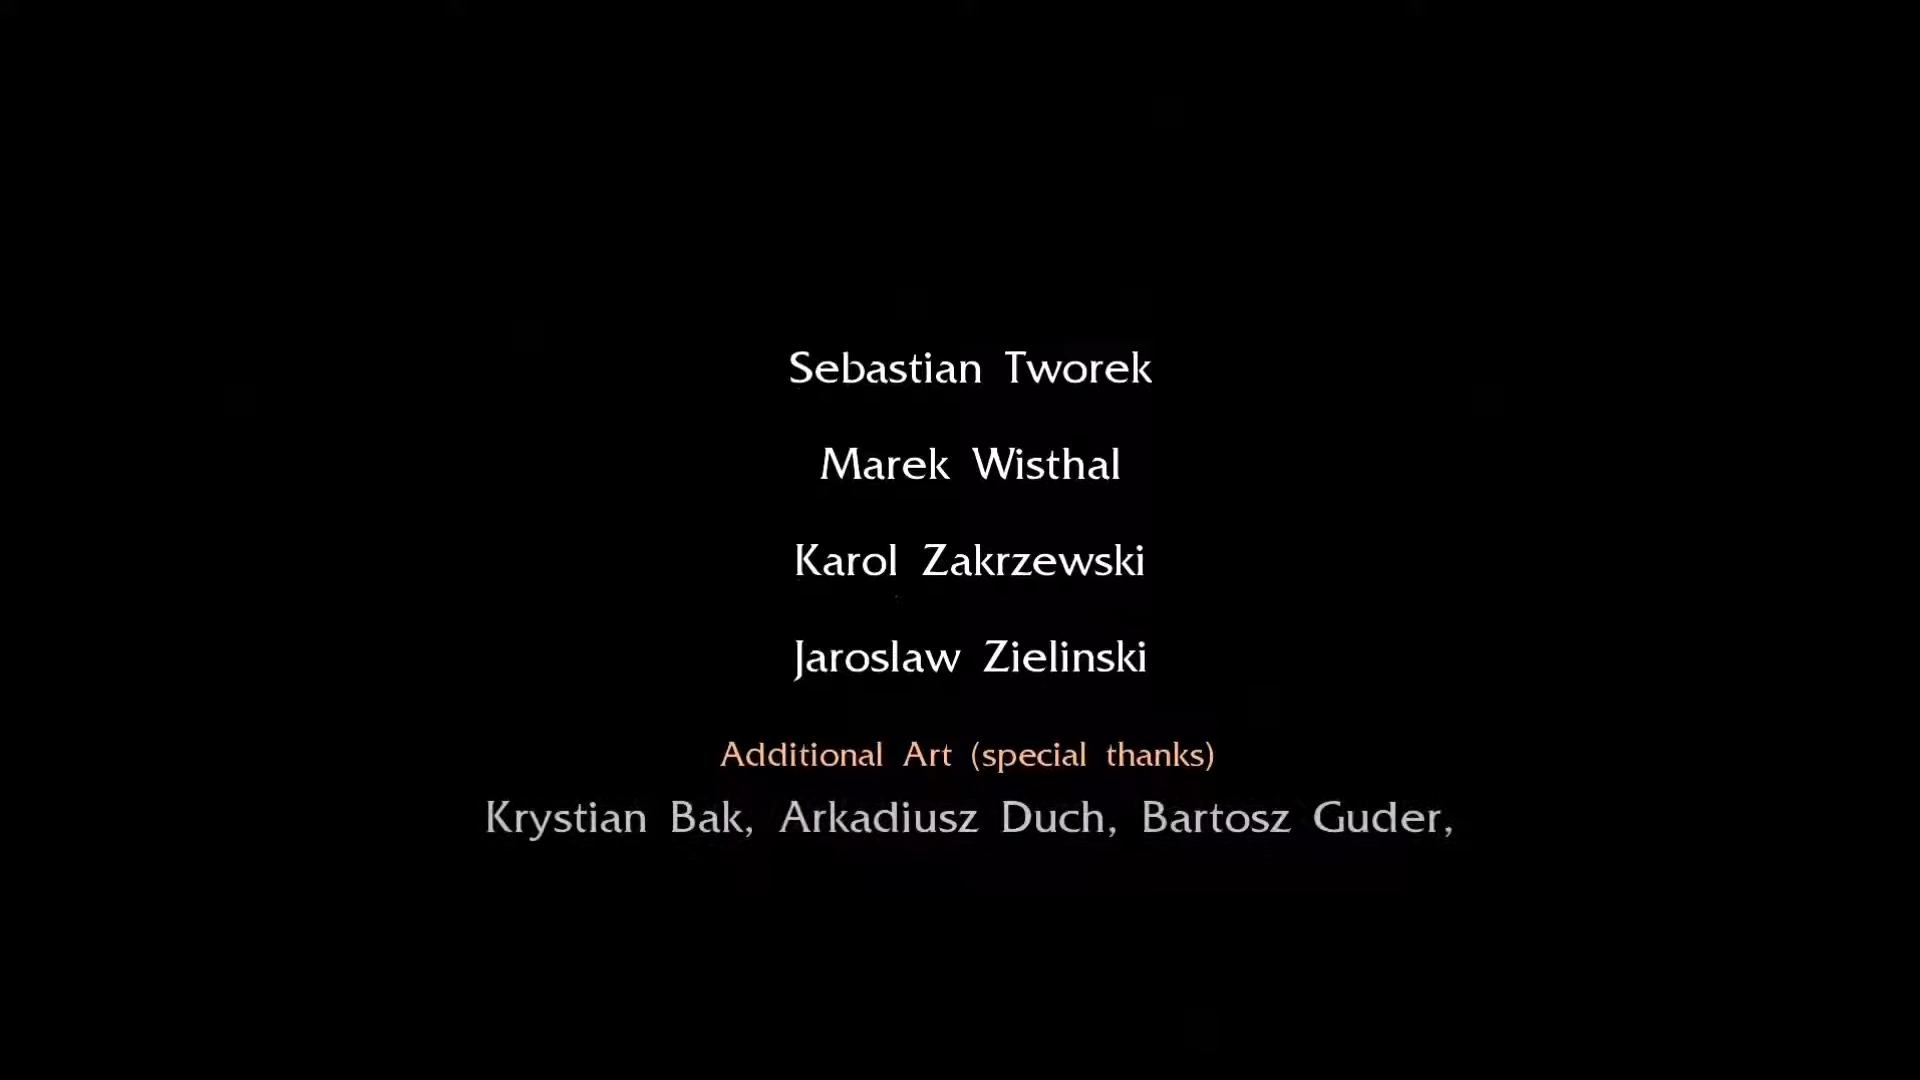 Sebastian Tworek
Marek Wisthal
Karol Zakrzewski
Jaroslaw Zielinski
Additional Art (special thanks)
Krystian Bak, Arkadiusz Duch, Bartosz Guder,